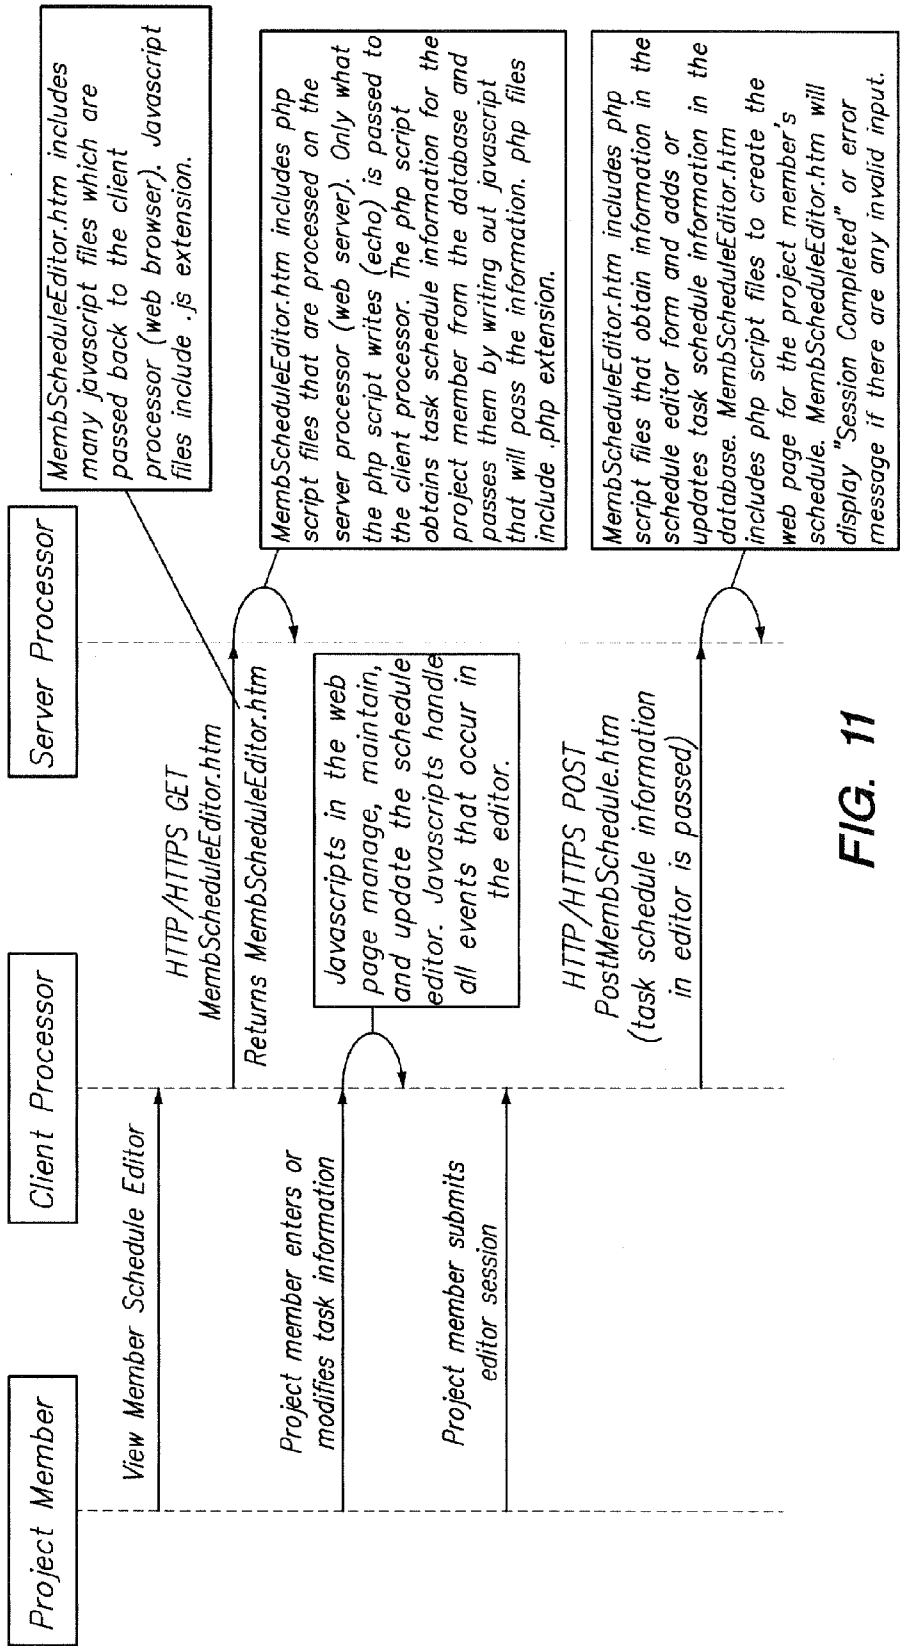 Project Member
Client Processor
Server Processor
View Member Schedule Editor
HTTP/HTTPS GET
MembScheduleEditor.htm
Returns MembScheduleEditor.htm
MembScheduleEditor.htm includes
many javascript files which are
passed back to the client
processor (web browser). Javascript
files include .js extension.
MembScheduleEditor.htm includes php
script files that are processed on the
server processor (web server). Only what
the php script writes (echo) is passed to
the client processor. The php script
obtains task schedule information for the
project member from the database and
passes them by writing out javascript
that will pass the information. php files
include .php extension.
Project member enters or
modifies task information
Javascripts in the web
page manage, maintain,
and update the schedule
editor. Javascripts handle
all events that occur in
the editor.
Project member submits
editor session
HTTP/HTTPS POST
PostMembSchedule.htm
(task schedule information
in editor is passed)
MembScheduleEditor.htm includes php
script files that obtain information in the
schedule editor form and adds or
updates task schedule information in the
database. MembScheduleEditor.htm
includes php script files to create the
web page for the project member's
schedule. MembScheduleEditor.htm will
display "Session Completed" or error
message if there are any invalid input.
FIG. 11